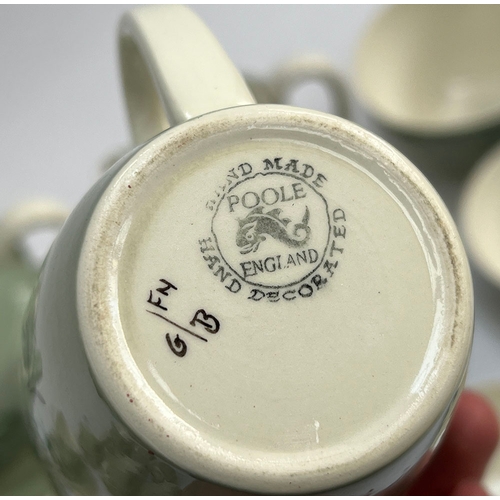 HAND MADE
POOLE
ENGLAND
HAND DECORATED
FN
G/B